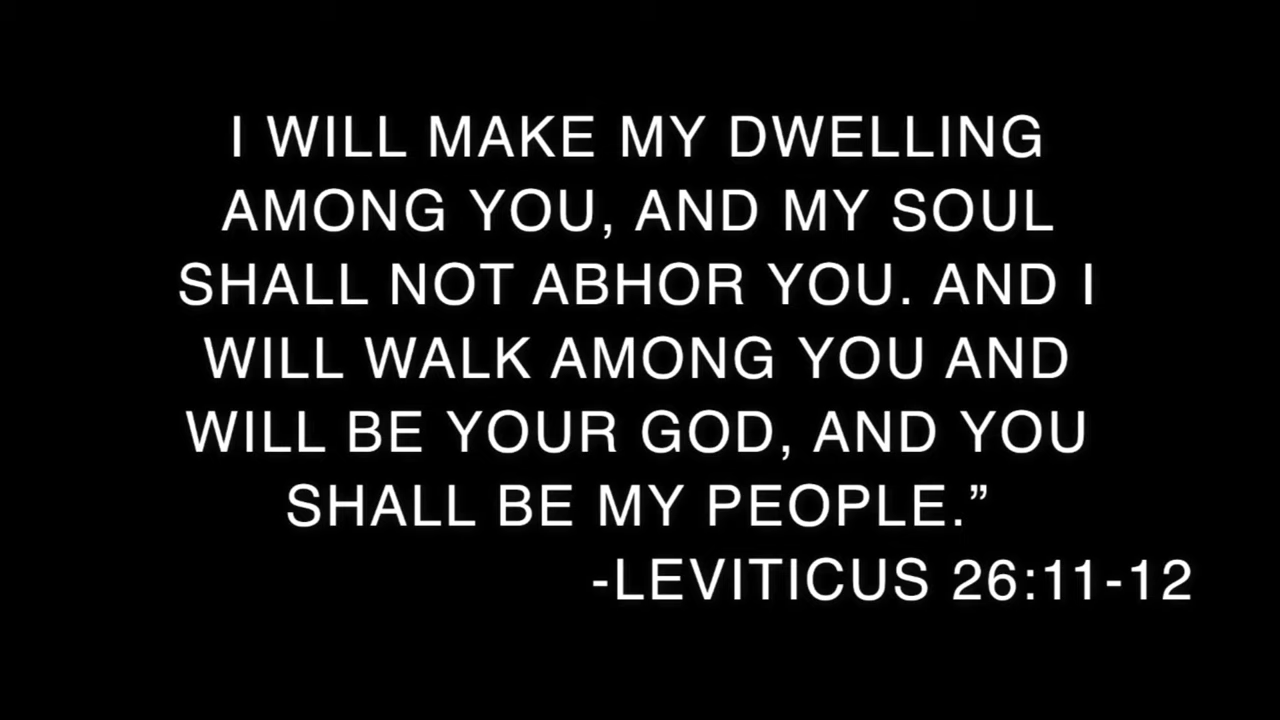 I WILL MAKE MY DWELLING
AMONG YOU, AND MY SOUL
SHALL NOT ABHOR YOU. AND I
WILL WALK AMONG YOU AND
WILL BE YOUR GOD, AND YOU
SHALL BE MY PEOPLE.”
-LEVITICUS 26:11-12